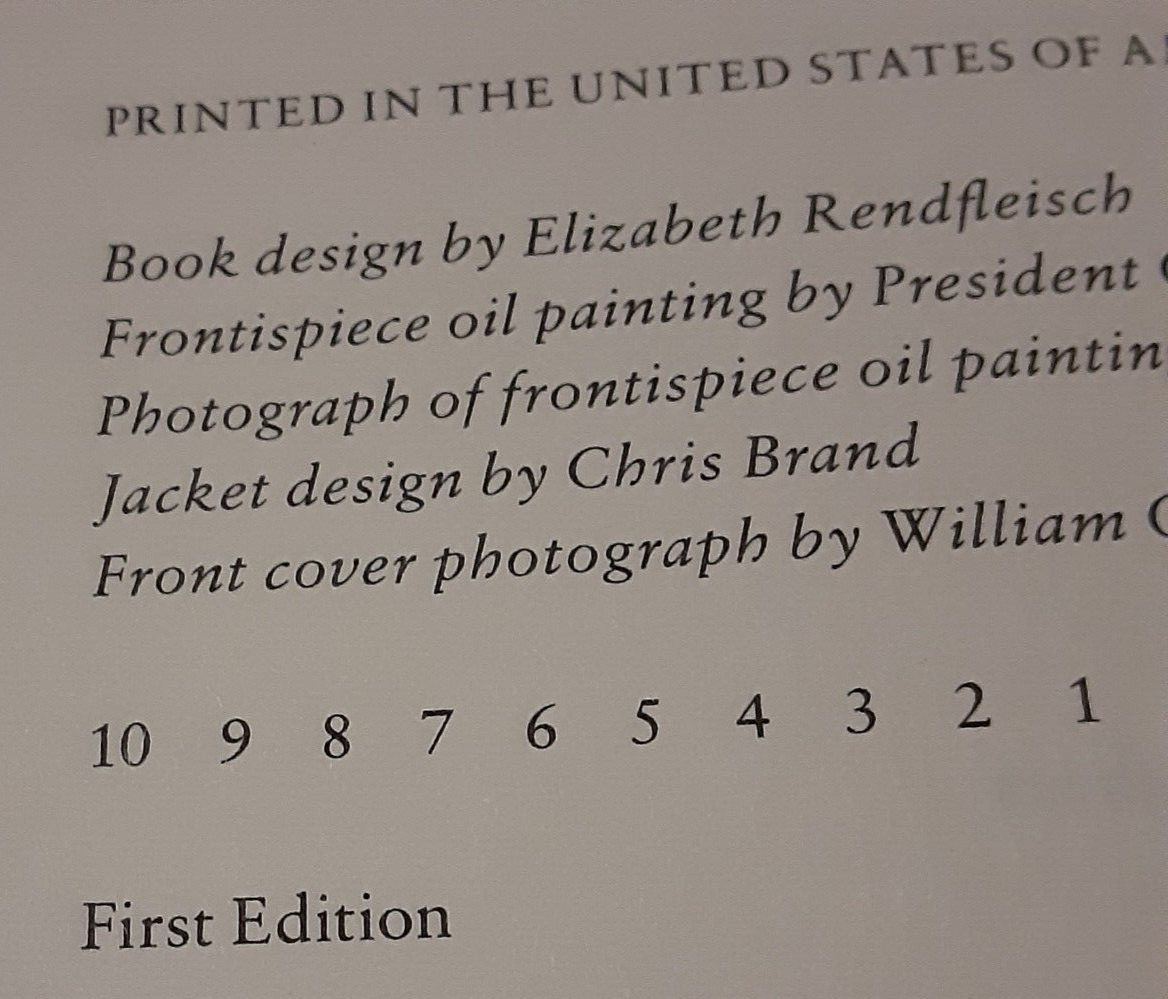 PRINTED IN THE UNITED STATES OF
Book design by Elizabeth Rendfleisch
Frontispiece oil painting by President
Photograph of frontispiece oil
Jacket design by Chris Brand
Front cover photograph by William
10 9 8 7 6 5 4 3 2 1
First Edition